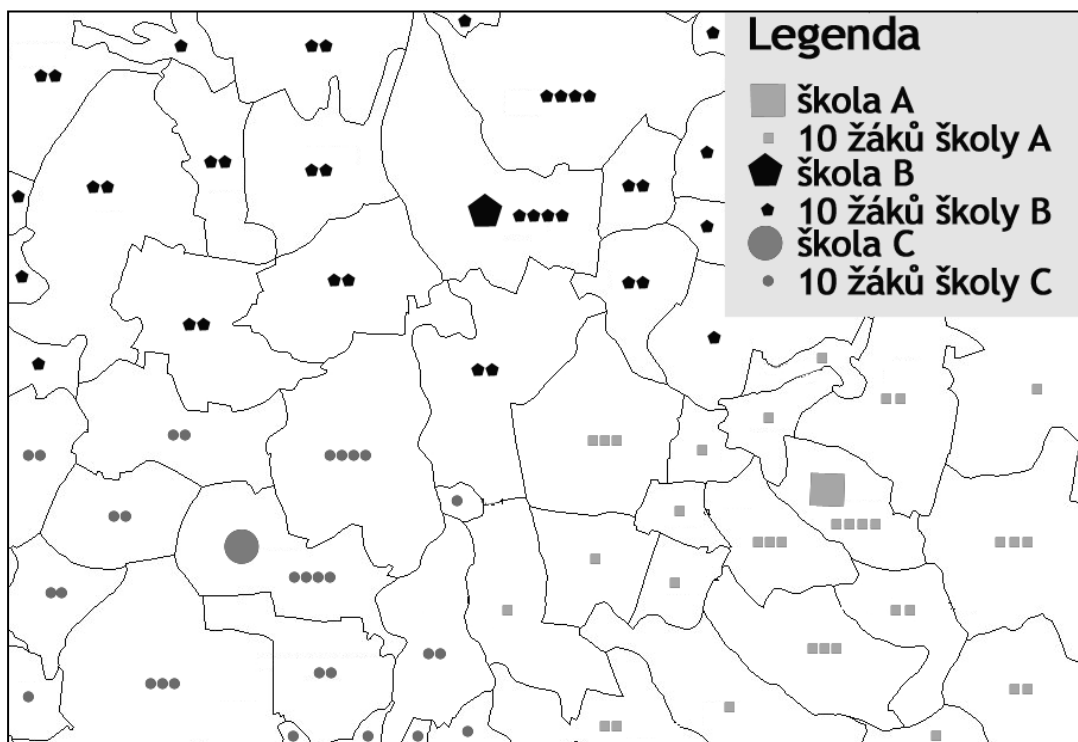 Legenda
škola A
10 žáků školy A
škola B
10 žáků školy B
škola C
10 žáků školy C